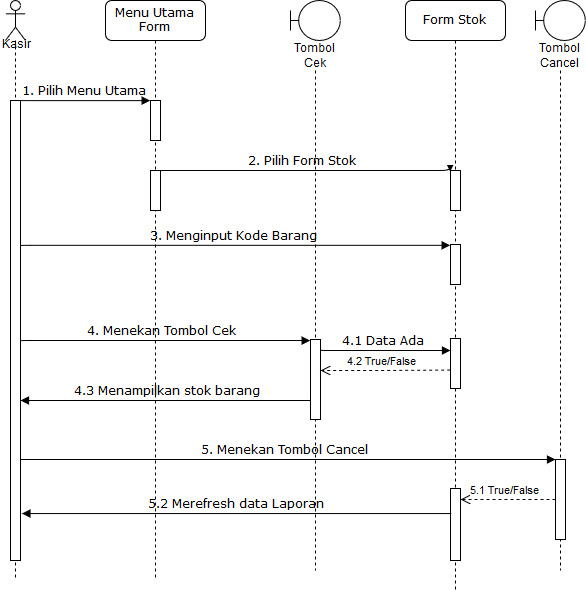 Kasir
Menu Utama
Form
Tombol
Cek
Form Stok
Tombol
Cancel
1. Pilih Menu Utama
2. Pilih Form Stok
3. Menginput Kode Barang
4. Menekan Tombol Cek
4.1 Data Ada
4.2 True/False
4.3 Menampilkan stok barang
5. Menekan Tombol Cancel
5.1 True/False
5.2 Merefresh data Laporan